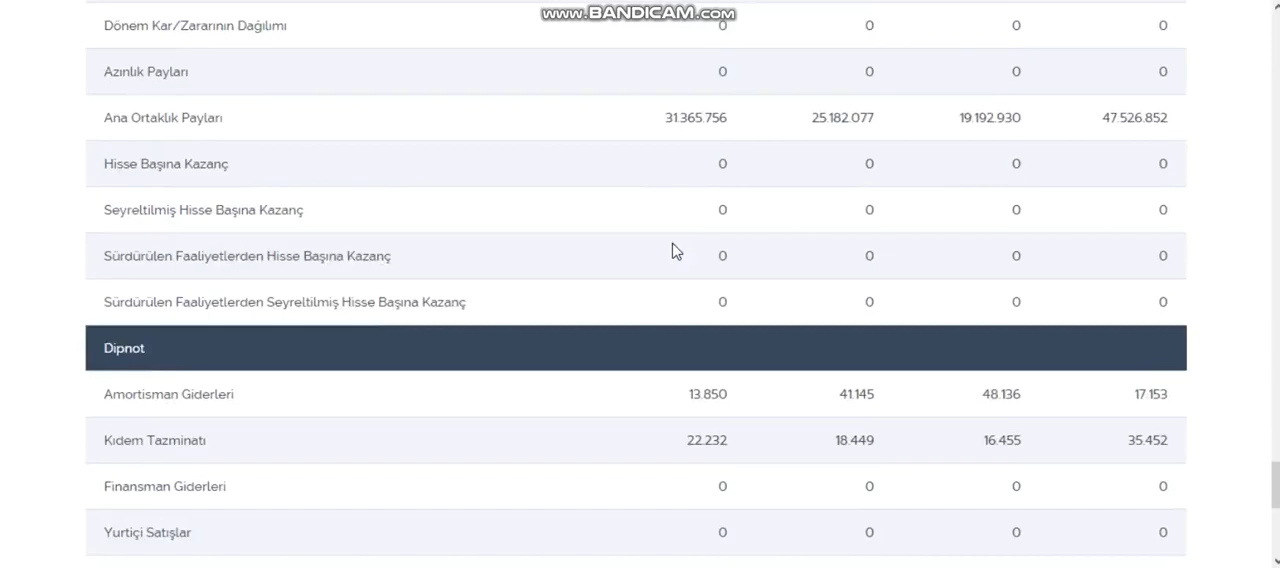 www.BANDICAM.com
Dönem Kar/Zararının Dağılımı 0 0 0 0
Azınlık Payları 0 0 0 0
Ana Ortaklık Payları 31.365.756 25.182.077 19.192.930 47.526.852
Hisse Başına Kazanç 0 0 0 0
Seyreltilmiş Hisse Başına Kazanç 0 0 0 0
Sürdürülen Faaliyetlerden Hisse Başına Kazanç 0 0 0 0
Sürdürülen Faaliyetlerden Seyreltilmiş Hisse Başına Kazanç 0 0 0 0
Dipnot
Amortisman Giderleri 13.850 41.145 48.136 17.153
Kıdem Tazminatı 22.232 18.449 16.455 35.452
Finansman Giderleri 0 0 0 0
Yurtiçi Satışlar 0 0 0 0